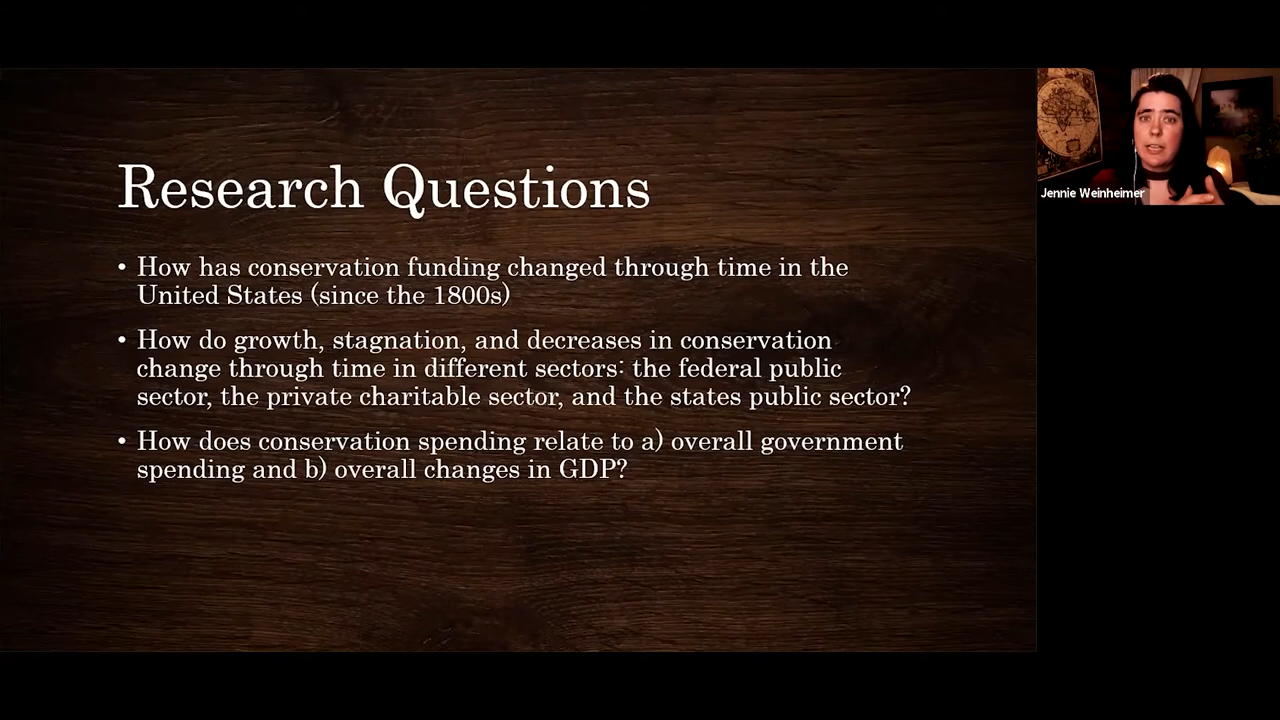 Research Questions
• How has conservation funding changed through time in the
United States (since the 1800s)
• How do growth, stagnation, and decreases in conservation
change through time in different sectors: the federal public
sector, the private charitable sector, and the states public sector?
• How does conservation spending relate to a) overall government
spending and b) overall changes in GDP?
Jennie Weinheimer